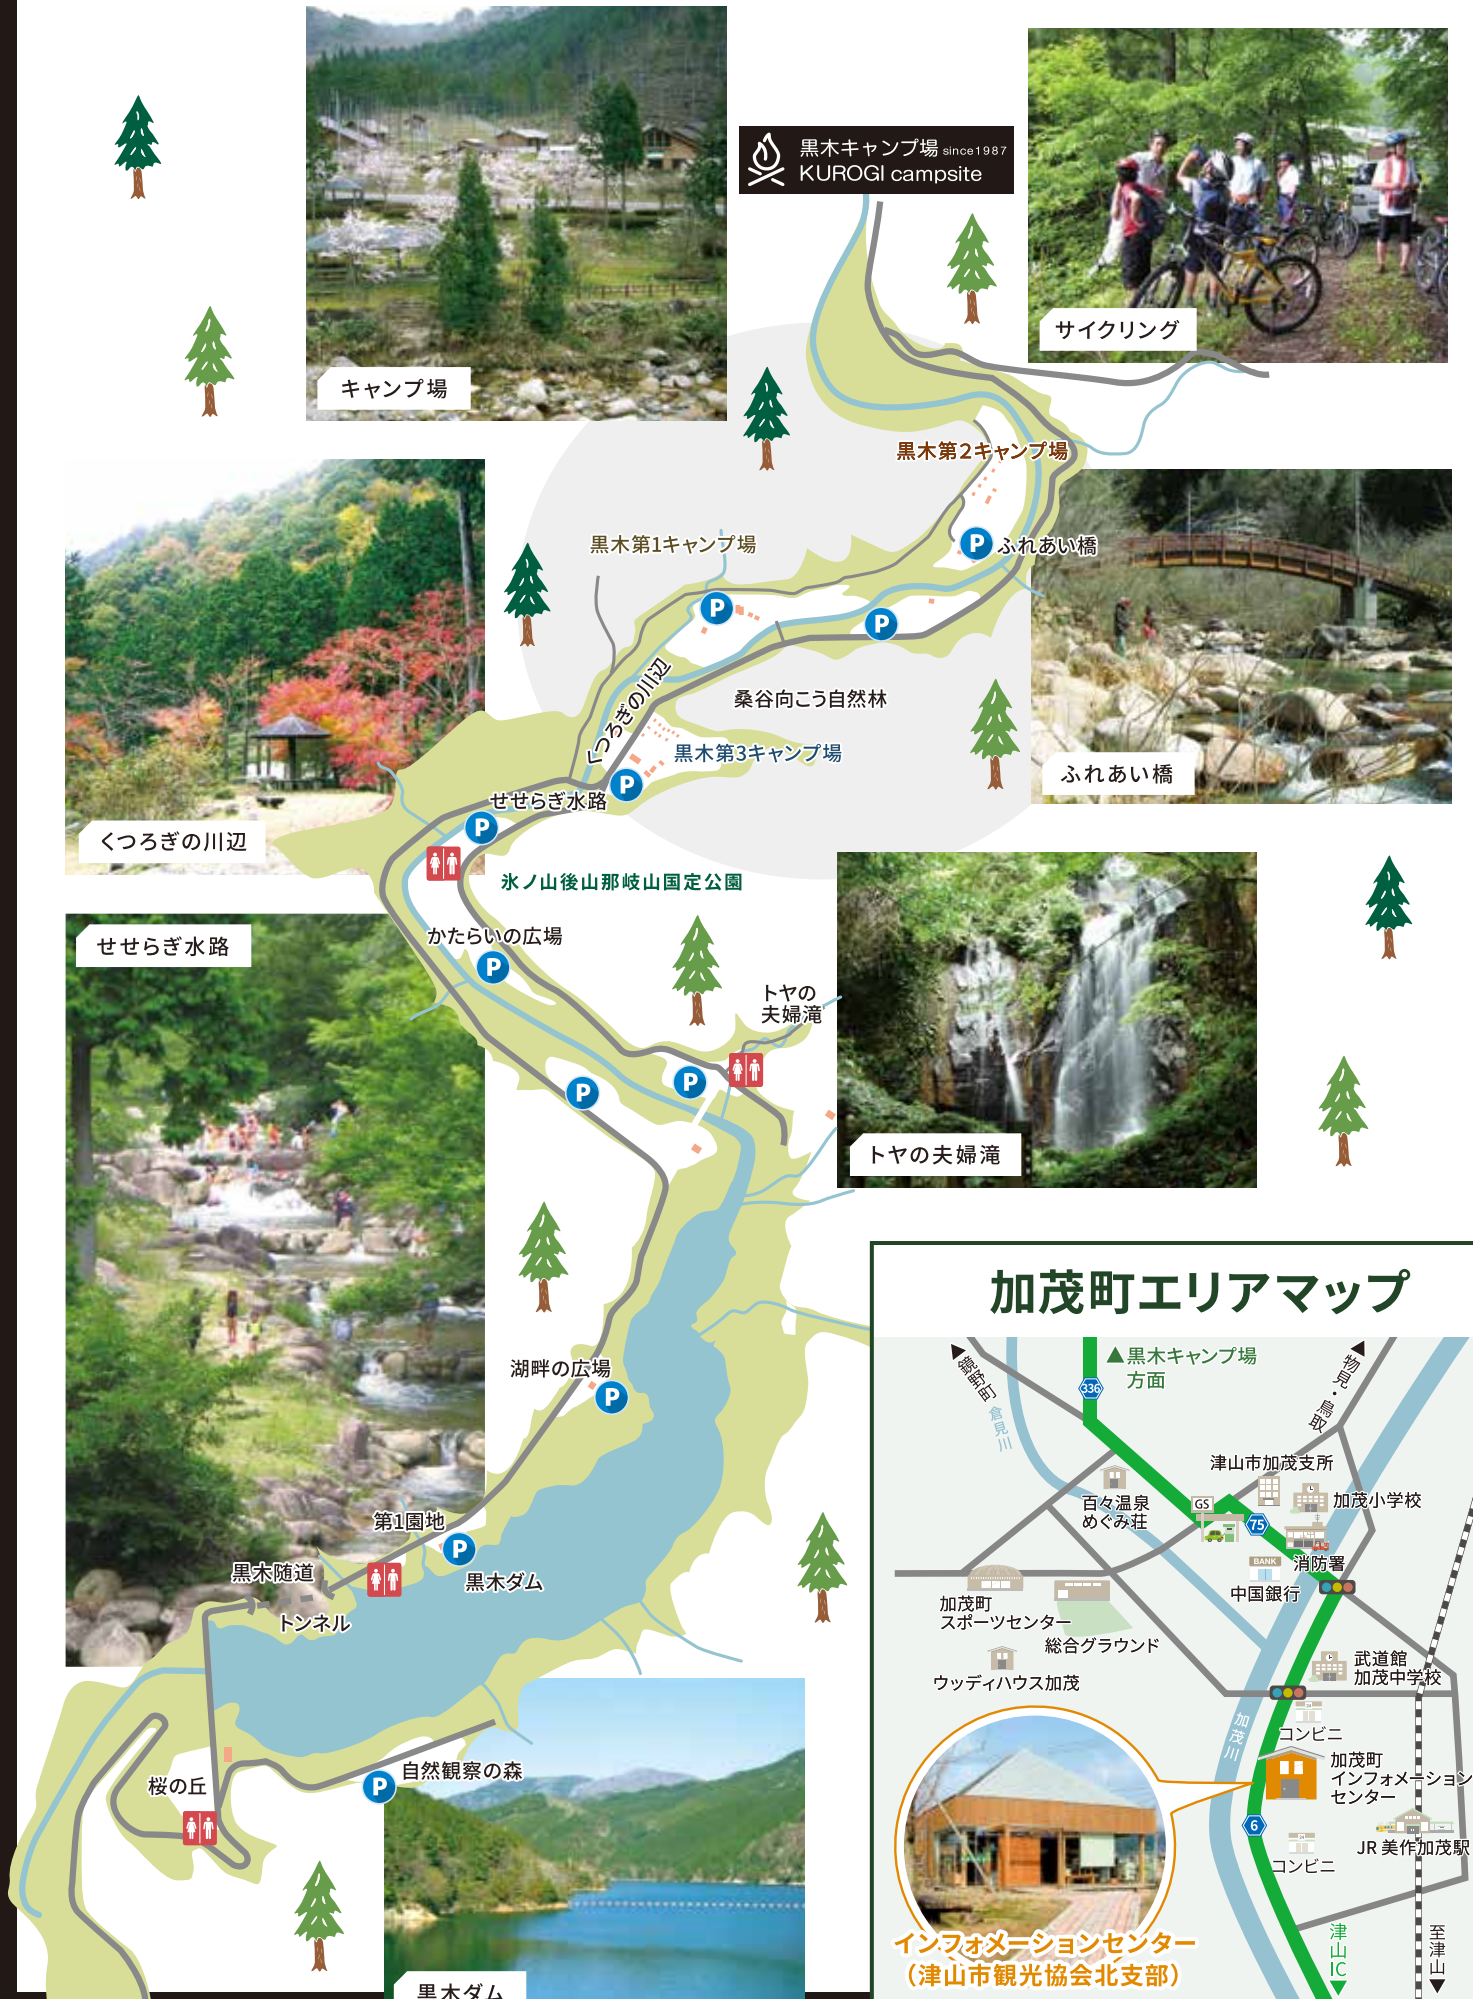 黒木キャンプ場 since1987
KUROGI campsite
キャンプ場
サイクリング
黒木第2キャンプ場
黒木第1キャンプ場
P
ふれあい橋
P
P
くつろぎの川辺
桑谷向こう自然林
黒木第3キャンプ場
P
ふれあい橋
せせらぎ水路
P
くつろぎの川辺
氷ノ山後山那岐山国定公園
せせらぎ水路
かたらいの広場
P
トヤの
夫婦滝
P
P
トヤの夫婦滝
湖畔の広場
P
第1園地
P
黒木ダム
黒木隧道
トンネル
自然観察の森
P
桜の丘
黒木ダム
加茂町エリアマップ
鏡野町
倉見川
336
▲黒木キャンプ場
方面
物見・鳥取
津山市加茂支所
加茂小学校
百々温泉
めぐみ荘
GS
75
消防署
BANK
中国銀行
加茂町
スポーツセンター
総合グラウンド
ウッディハウス加茂
武道館
加茂中学校
コンビニ
加茂川
加茂町
インフォメーション
センター
6
コンビニ
JR 美作加茂駅
インフォメーションセンター
（津山市観光協会北支部）
津山IC
至津山